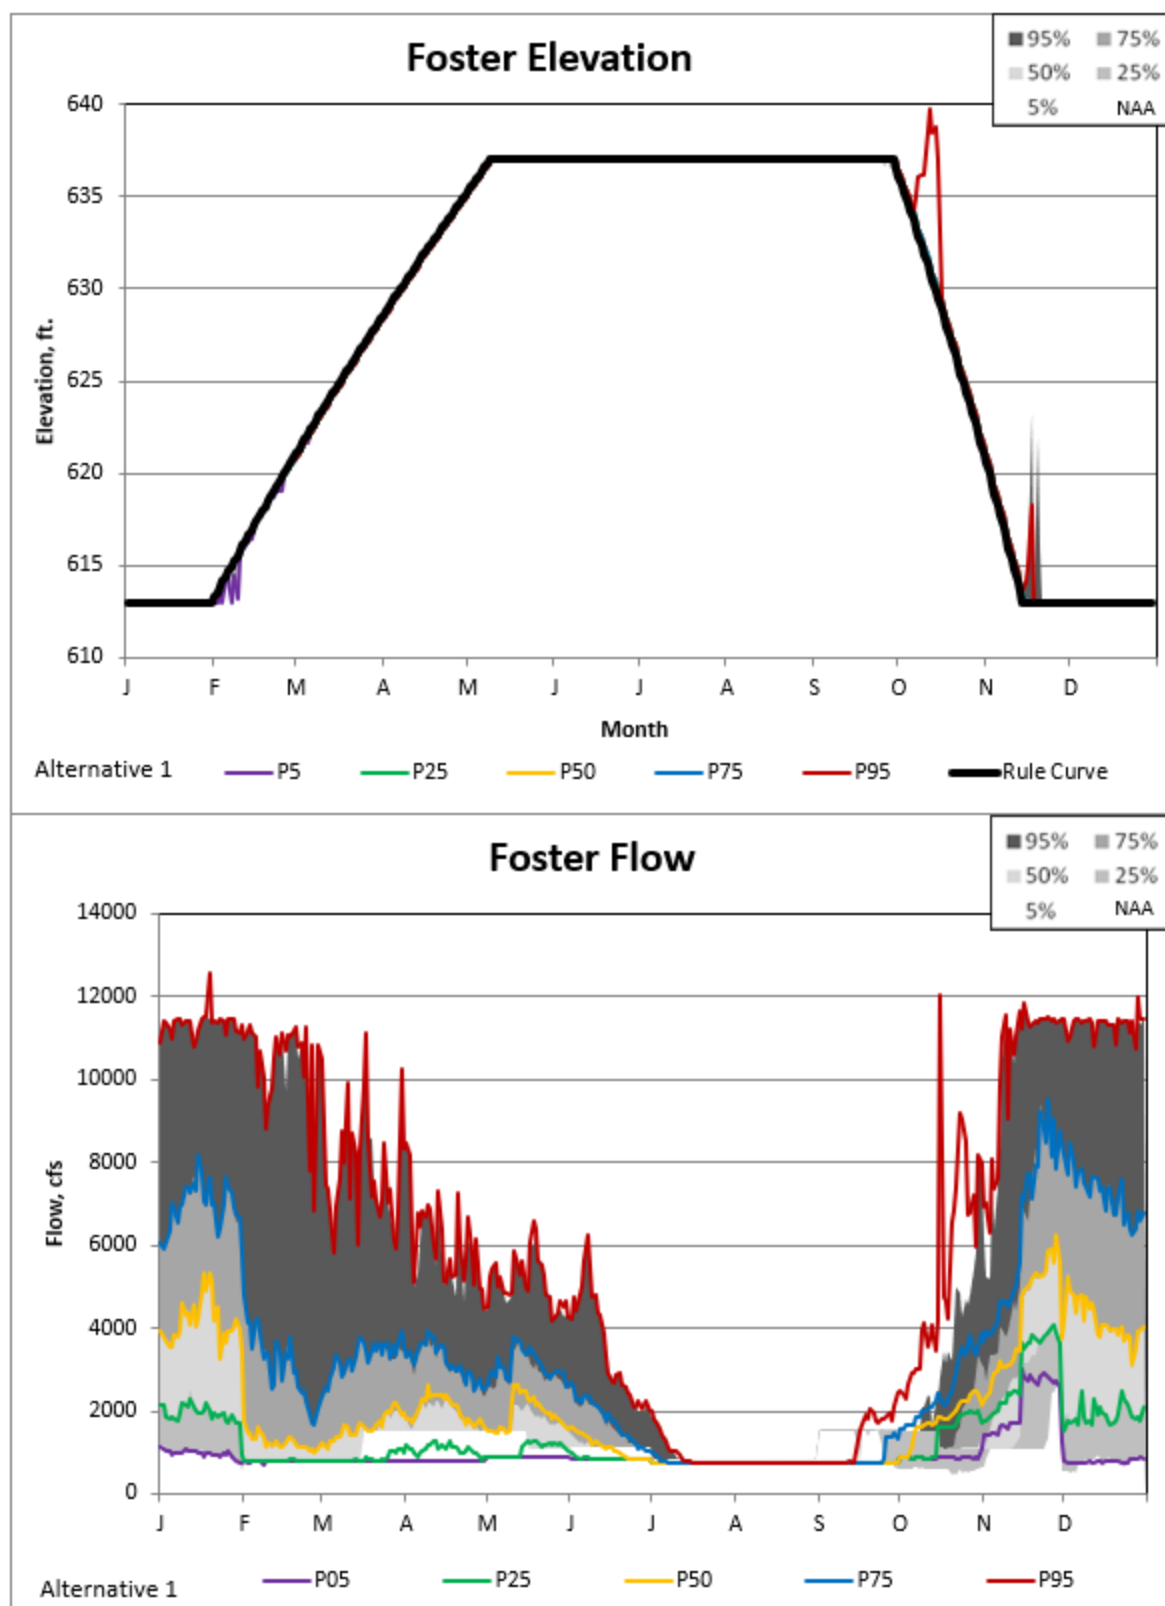 Foster Elevation
95% 75%
50% 25%
5% NAA
640
635
630
625
620
615
610
Elevation, ft.
J F M A M J J A S O N D
Month
Alternative 1 P5 P25 P50 P75 P95 Rule Curve
Foster Flow
95% 75%
50% 25%
5% NAA
14000
12000
10000
8000
6000
4000
2000
0
Flow, cfs
J F M A M J J A S O N D
Alternative 1 P05 P25 P50 P75 P95